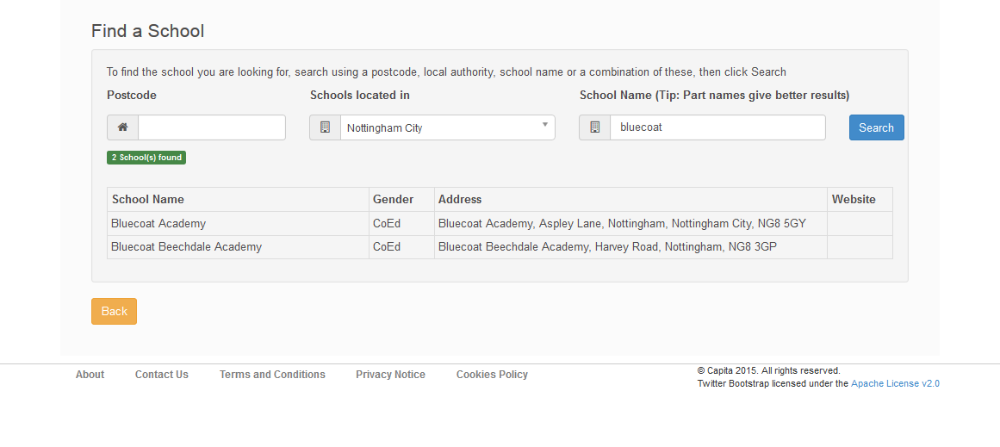 Find a School
To find the school you are looking for, search using a postcode, local authority, school name or a combination of these, then click Search
Postcode Schools located in School Name (Tip: Part names give better results)
Nottingham City bluecoat Search
2 School(s) found
School Name Gender Address Website
Bluecoat Academy CoEd Bluecoat Academy, Aspley Lane, Nottingham, Nottingham City, NG8 5GY
Bluecoat Beechdale Academy CoEd Bluecoat Beechdale Academy, Harvey Road, Nottingham, NG8 3GP
Back
About Contact Us Terms and Conditions Privacy Notice Cookies Policy
© Capita 2015. All rights reserved.
Twitter Bootstrap licensed under the Apache License v2.0